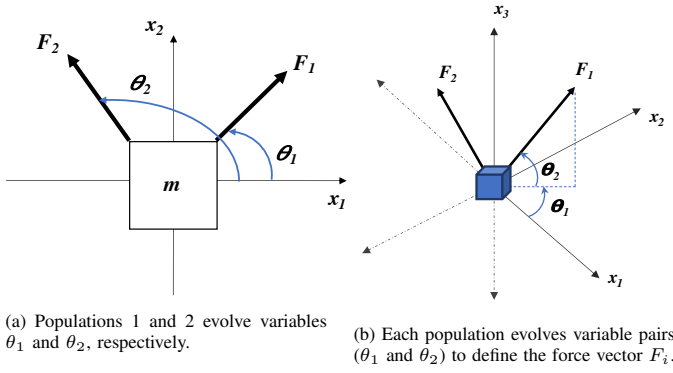 x2
F2
F1
θ2
θ1
m
x1
(a) Populations 1 and 2 evolve variables
θ1 and θ2, respectively.
x3
F2
F1
x2
θ2
θ1
x1
(b) Each population evolves variable pairs
(θ1 and θ2) to define the force vector Fi.